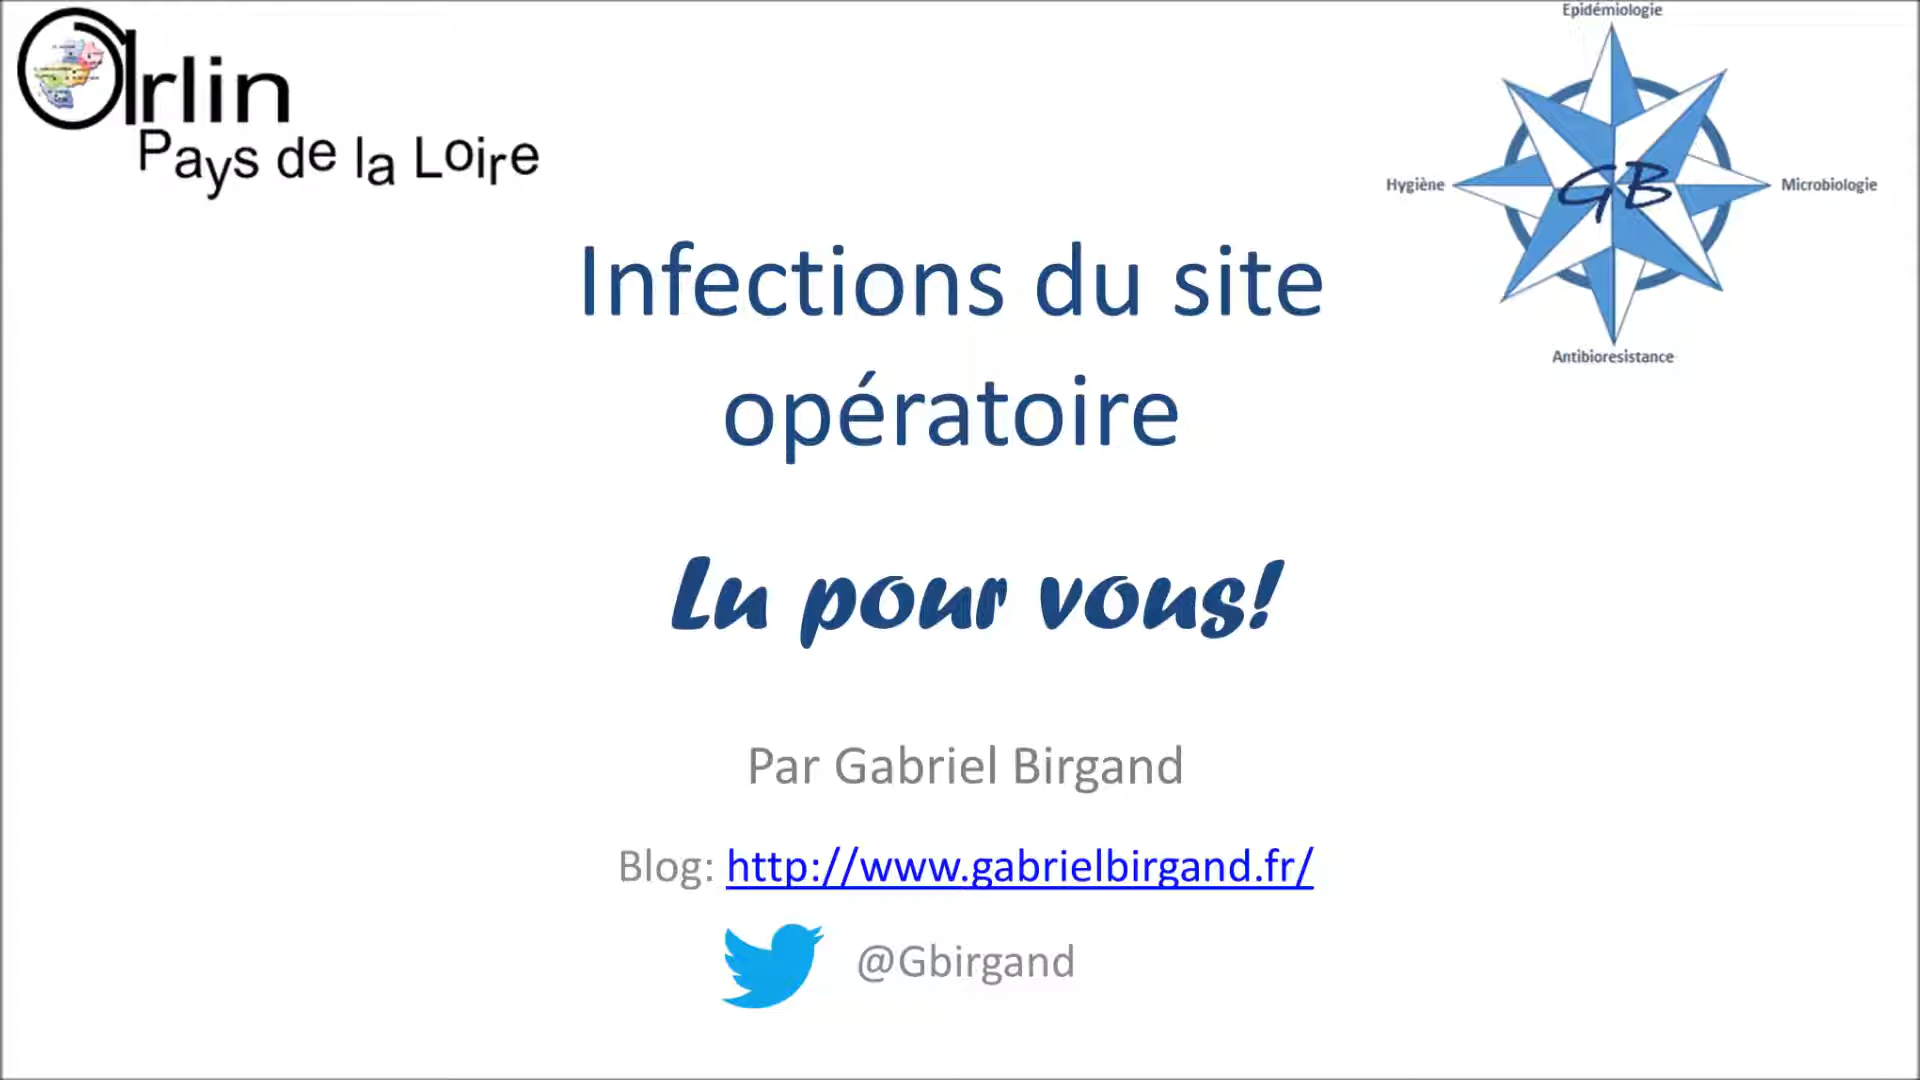 Arlin
Pays de la Loire
Epidémiologie
Hygiène
GB
Microbiologie
Antibioresistance
Infections du site
opératoire
Lu pour vous!
Par Gabriel Birgand
Blog: http://www.gabrielbirgand.fr/
@Gbirgand